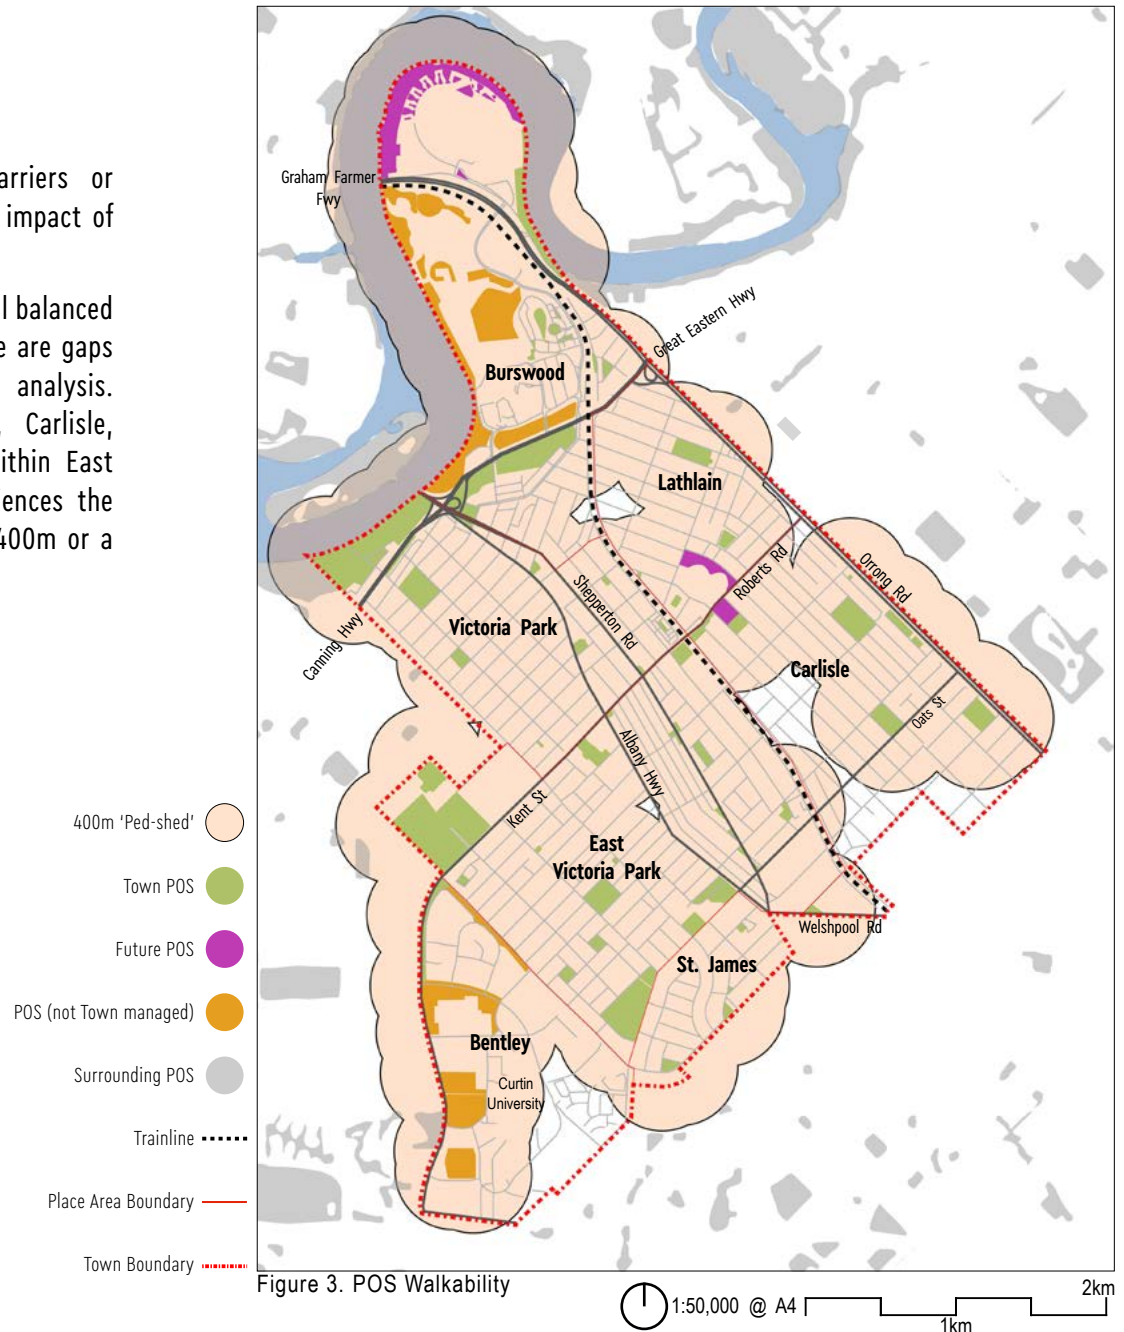 arriers or
impact of
l balanced
e are gaps
analysis.
Carlisle,
ithin East
ences the
400m or a
Graham Farmer
Fwy
Great Eastern Hwy
Burswood
Lathlain
Orrong Rd
Roberts Rd
Shepperton Rd
Victoria Park
Canning Hwy
Carlisle
Oats St
Albany Hwy
Kent St
East
Victoria Park
Welshpool Rd
St. James
Bentley
Curtin
University
400m 'Ped-shed'
Town POS
Future POS
POS (not Town managed)
Surrounding POS
Trainline
Place Area Boundary
Town Boundary
Figure 3. POS Walkability
1:50,000 @ A4
1km
2km